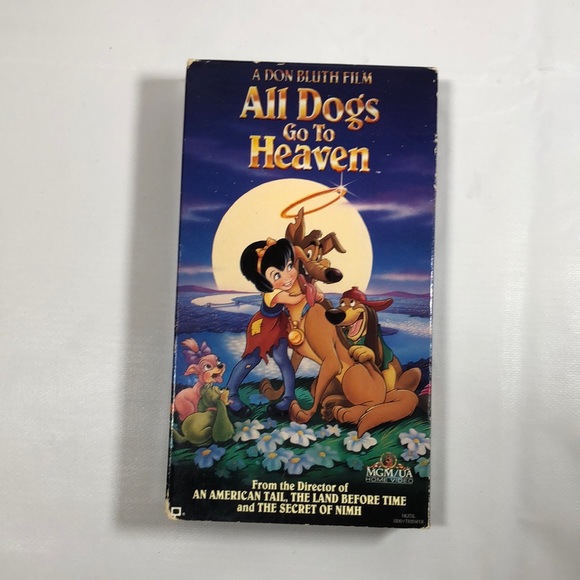 A DON BLUTH FILM
All Dogs
Go To
Heaven
MGM/UA
HOME VIDEO
From the Director of
AN AMERICAN TAIL, THE LAND BEFORE TIME
and THE SECRET OF NIMH